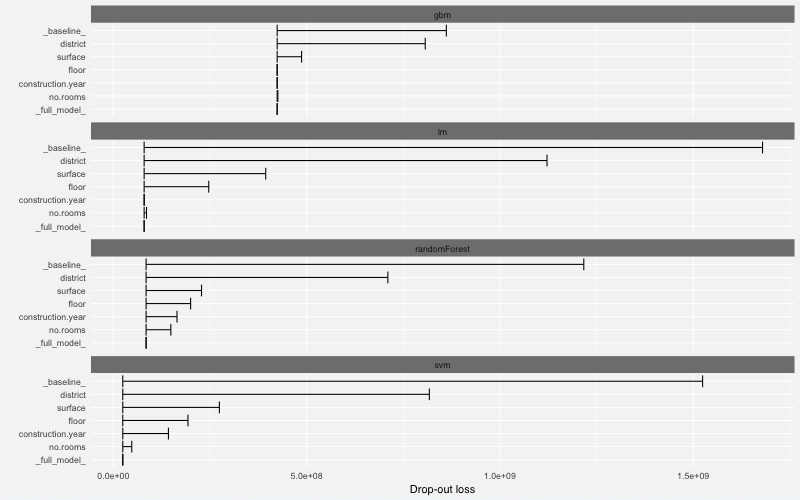 gbm
_baseline_
district
surface
floor
construction.year
no.rooms
_full_model_
lm
_baseline_
district
surface
floor
construction.year
no.rooms
_full_model_
randomForest
_baseline_
district
surface
floor
construction.year
no.rooms
_full_model_
svm
_baseline_
district
surface
floor
construction.year
no.rooms
_full_model_
0.0e+00 5.0e+08 1.0e+09 1.5e+09
Drop-out loss